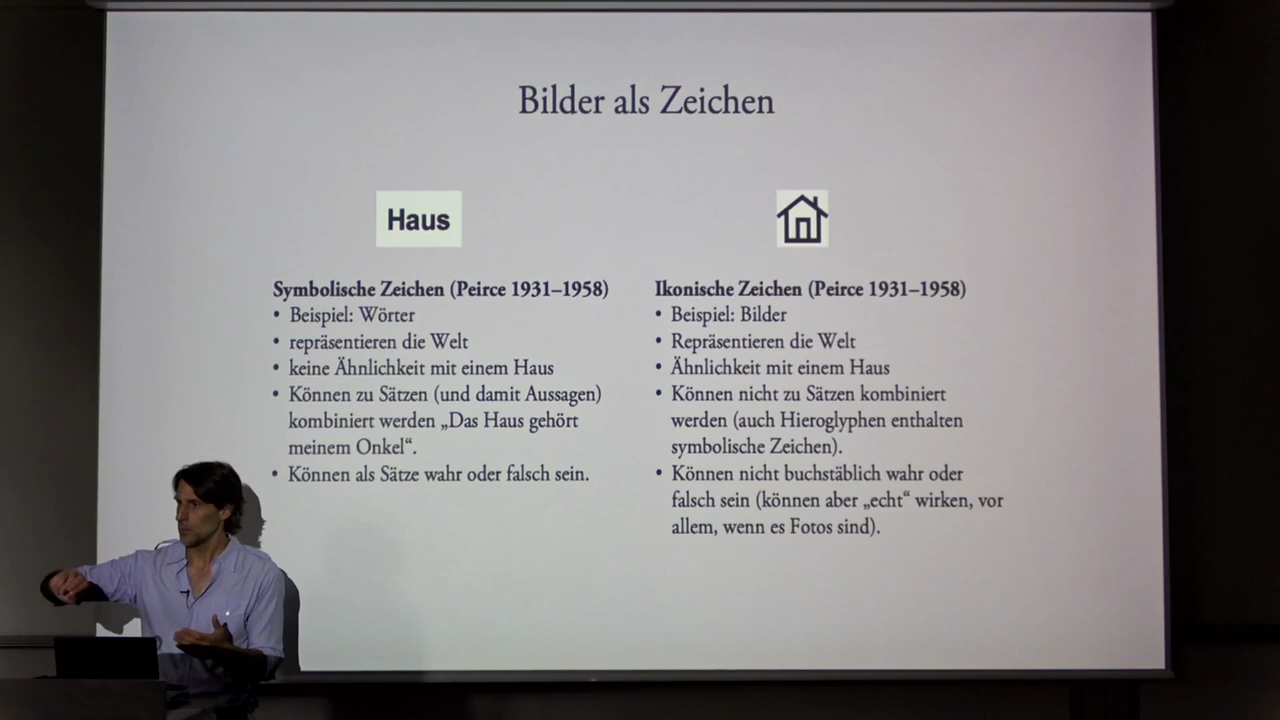 Bilder als Zeichen
Haus
Symbolische Zeichen (Peirce 1931–1958)
• Beispiel: Wörter
• repräsentieren die Welt
• keine Ähnlichkeit mit einem Haus
• Können zu Sätzen (und damit Aussagen)
kombiniert werden „Das Haus gehört
meinem Onkel“.
• Können als Sätze wahr oder falsch sein.
Ikonische Zeichen (Peirce 1931–1958)
• Beispiel: Bilder
• Repräsentieren die Welt
• Ähnlichkeit mit einem Haus
• Können nicht zu Sätzen kombiniert
werden (auch Hieroglyphen enthalten
symbolische Zeichen).
• Können nicht buchstäblich wahr oder
falsch sein (können aber „echt“ wirken, vor
allem, wenn es Fotos sind).